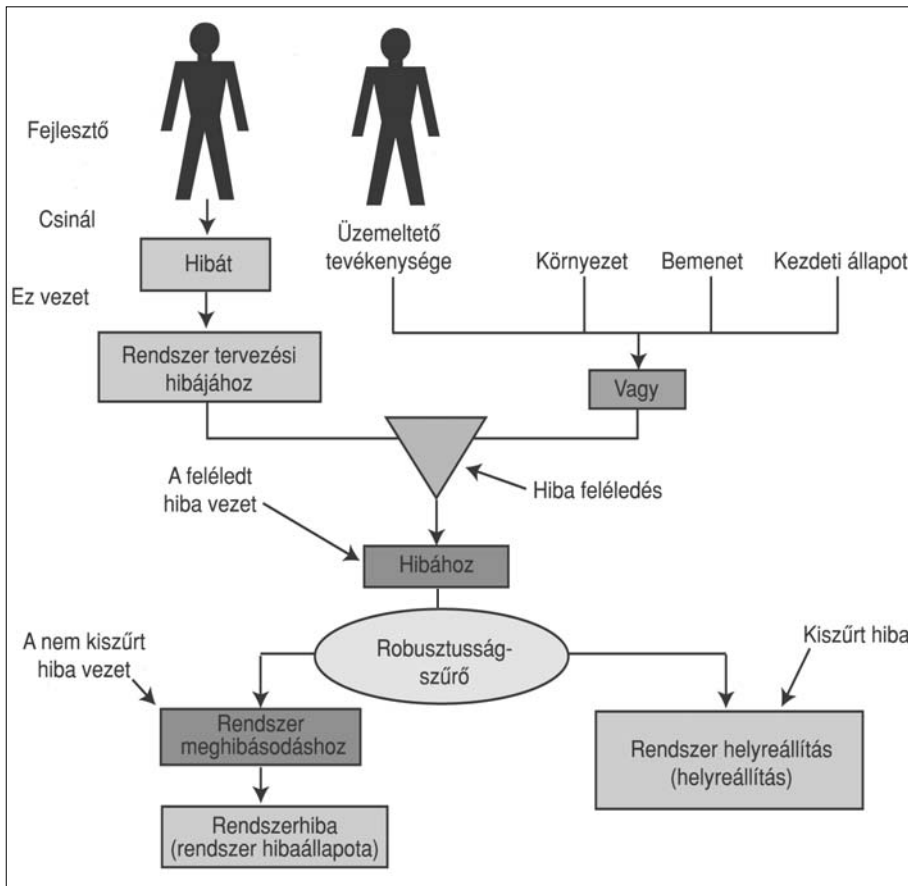 Fejlesztő
Csinál
Hibát
Ez vezet
Rendszer tervezési
hibájához
Üzemeltető
tevékenysége
Környezet
Bemenet
Kezdeti állapot
Vagy
Hiba feléledés
A feléledt
hiba vezet
Hibához
Robusztusság-
szűrő
A nem kiszűrt
hiba vezet
Rendszer
meghibásodáshoz
Rendszerhiba
(rendszer hibaállapota)
Kiszűrt hiba
Rendszer helyreállítás
(helyreállítás)